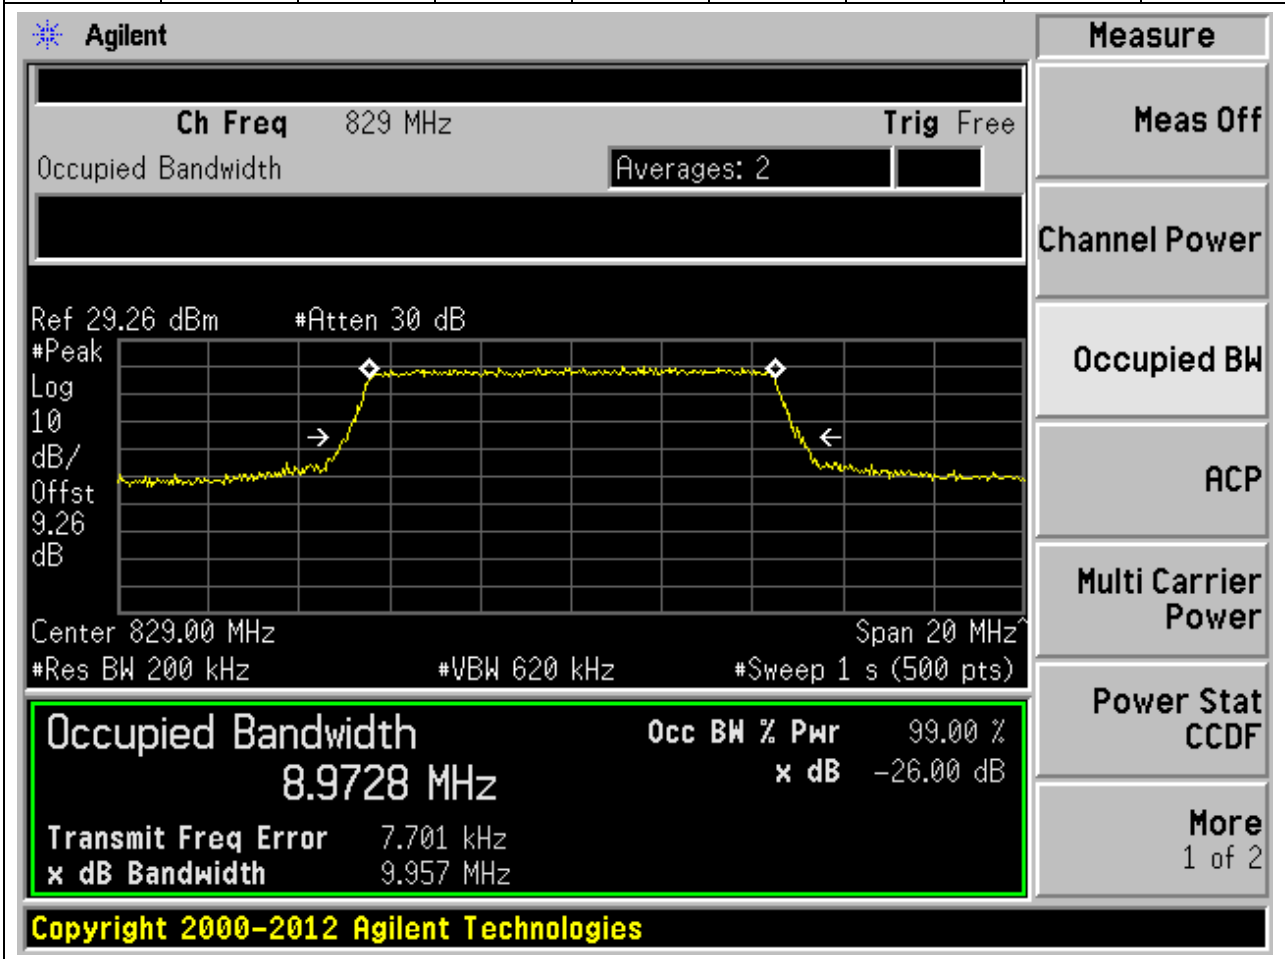 Agilent
Measure
Ch Freq 829 MHz Trig Free
Occupied Bandwidth Averages: 2
Meas Off
Channel Power
Occupied BW
ACP
Multi Carrier
Power
Power Stat
CCDF
More
1 of 2
Ref 29.26 dBm #Atten 30 dB
#Peak
Log
10
dB/
Offst
9.26
dB
Center 829.00 MHz Span 20 MHz^
#Res BW 200 kHz #VBW 620 kHz #Sweep 1 s (500 pts)
Occupied Bandwidth Occ BW % Pwr 99.00 %
8.9728 MHz x dB -26.00 dB
Transmit Freq Error 7.701 kHz
x dB Bandwidth 9.957 MHz
Copyright 2000-2012 Agilent Technologies